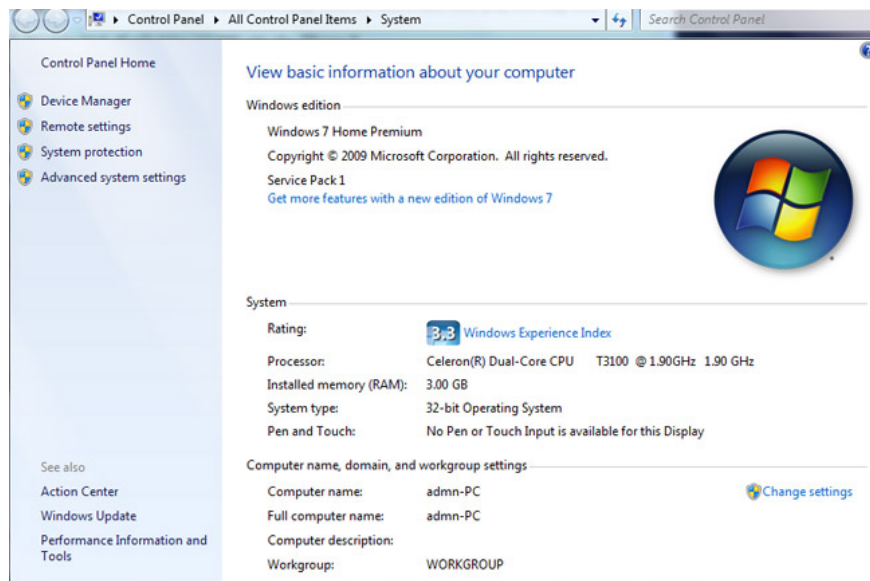 Control Panel ▸ All Control Panel Items ▸ System
Search Control Panel
Control Panel Home
Device Manager
Remote settings
System protection
Advanced system settings
See also
Action Center
Windows Update
Performance Information and
Tools
View basic information about your computer
Windows edition
Windows 7 Home Premium
Copyright © 2009 Microsoft Corporation. All rights reserved.
Service Pack 1
Get more features with a new edition of Windows 7
System
Rating: 3,3 Windows Experience Index
Processor: Celeron(R) Dual-Core CPU T3100 @ 1.90GHz 1.90 GHz
Installed memory (RAM): 3.00 GB
System type: 32-bit Operating System
Pen and Touch: No Pen or Touch Input is available for this Display
Computer name, domain, and workgroup settings
Computer name: admn-PC Change settings
Full computer name: admn-PC
Computer description:
Workgroup: WORKGROUP